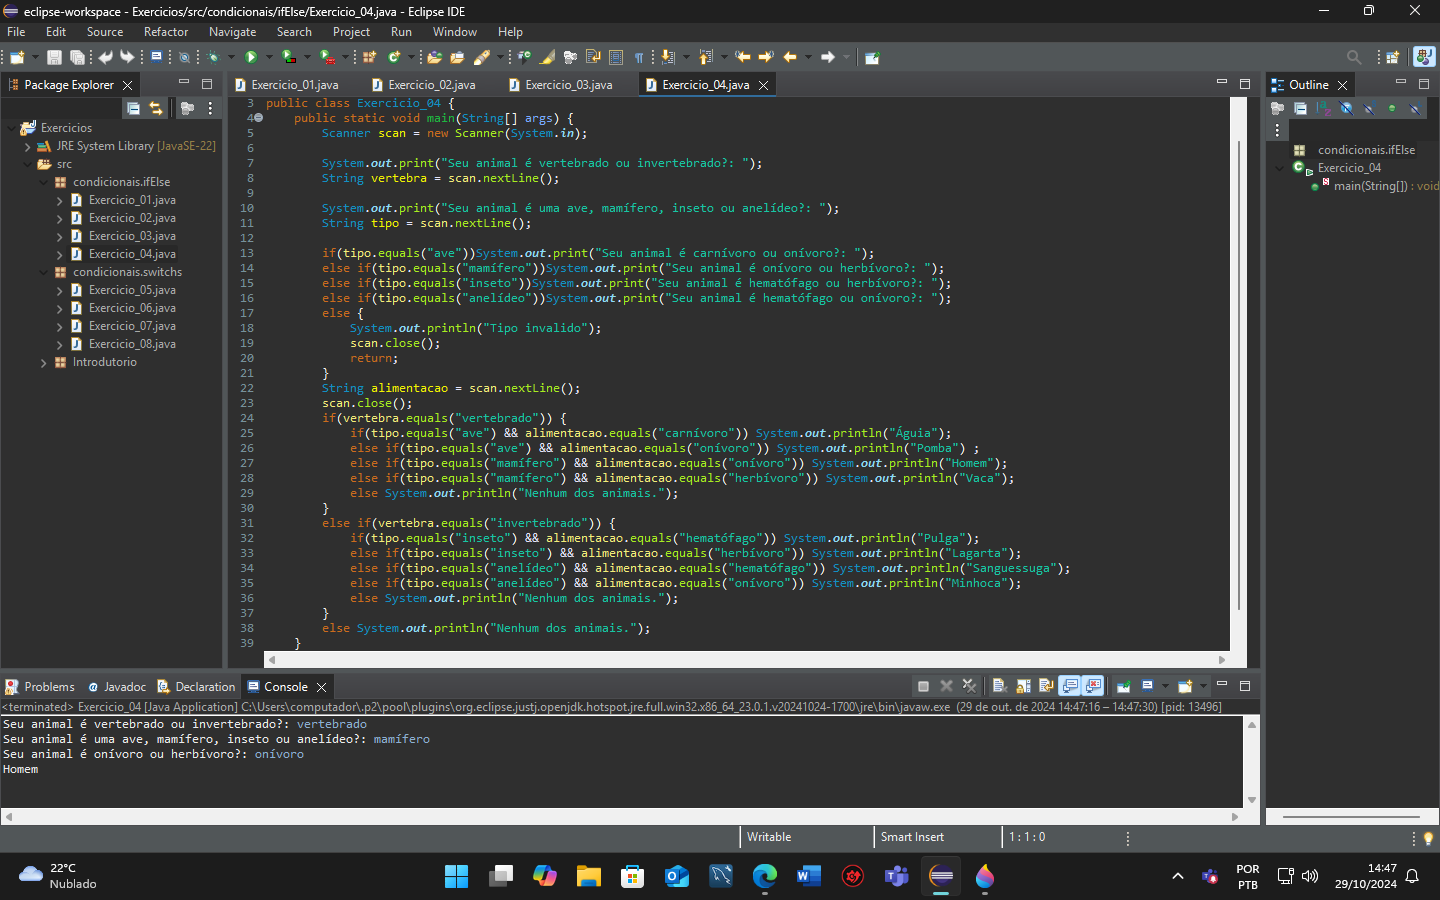 eclipse-workspace - Exercicios/src/condicionais/ifElse/Exercicio_04.java - Eclipse IDE
File Edit Source Refactor Navigate Search Project Run Window Help
Package Explorer
Exercicios
JRE System Library [JavaSE-22]
src
condicionais.ifElse
Exercicio_01.java
Exercicio_02.java
Exercicio_03.java
Exercicio_04.java
condicionais.switchs
Exercicio_05.java
Exercicio_06.java
Exercicio_07.java
Exercicio_08.java
Introdutorio
Exercicio_01.java Exercicio_02.java Exercicio_03.java Exercicio_04.java
3 public class Exercicio_04 {
4 public static void main(String[] args) {
5 Scanner scan = new Scanner(System.in);
6
7 System.out.print("Seu animal é vertebrado ou invertebrado?: ");
8 String vertebra = scan.nextLine();
9
10 System.out.print("Seu animal é uma ave, mamífero, inseto ou anelídeo?: ");
11 String tipo = scan.nextLine();
12
13 if(tipo.equals("ave"))System.out.print("Seu animal é carnívoro ou onívoro?: ");
14 else if(tipo.equals("mamífero"))System.out.print("Seu animal é onívoro ou herbívoro?: ");
15 else if(tipo.equals("inseto"))System.out.print("Seu animal é hematófago ou herbívoro?: ");
16 else if(tipo.equals("anelídeo"))System.out.print("Seu animal é hematófago ou onívoro?: ");
17 else {
18 System.out.println("Tipo invalido");
19 scan.close();
20 return;
21 }
22 String alimentacao = scan.nextLine();
23 scan.close();
24 if(vertebra.equals("vertebrado")) {
25 if(tipo.equals("ave") && alimentacao.equals("carnívoro")) System.out.println("Águia");
26 else if(tipo.equals("ave") && alimentacao.equals("onívoro")) System.out.println("Pomba") ;
27 else if(tipo.equals("mamífero") && alimentacao.equals("onívoro")) System.out.println("Homem");
28 else if(tipo.equals("mamífero") && alimentacao.equals("herbívoro")) System.out.println("Vaca");
29 else System.out.println("Nenhum dos animais.");
30 }
31 else if(vertebra.equals("invertebrado")) {
32 if(tipo.equals("inseto") && alimentacao.equals("hematófago")) System.out.println("Pulga");
33 else if(tipo.equals("inseto") && alimentacao.equals("herbívoro")) System.out.println("Lagarta");
34 else if(tipo.equals("anelídeo") && alimentacao.equals("hematófago")) System.out.println("Sanguessuga");
35 else if(tipo.equals("anelídeo") && alimentacao.equals("onívoro")) System.out.println("Minhoca");
36 else System.out.println("Nenhum dos animais.");
37 }
38 else System.out.println("Nenhum dos animais.");
39 }
Outline
condicionais.ifElse
Exercicio_04
main(String[]) : void
Problems Javadoc Declaration Console
<terminated> Exercicio_04 [Java Application] C:\Users\computador\.p2\pool\plugins\org.eclipse.justj.openjdk.hotspot.jre.full.win32.x86_64_23.0.1.v20241024-1700\jre\bin\javaw.exe (29 de out. de 2024 14:47:16 – 14:47:30) [pid: 13496]
Seu animal é vertebrado ou invertebrado?: vertebrado
Seu animal é uma ave, mamífero, inseto ou anelídeo?: mamífero
Seu animal é onívoro ou herbívoro?: onívoro
Homem
Writable Smart Insert 1 : 1 : 0
22°C
Nublado
POR
PTB
14:47
29/10/2024